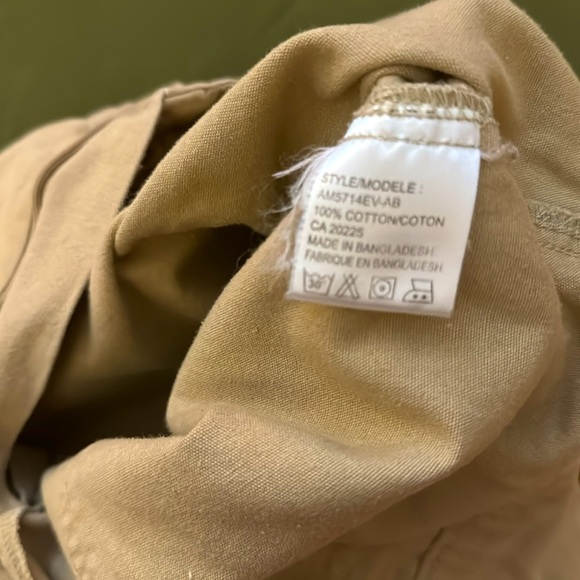 STYLE/MODELE :
AM5714EV-AB
100% COTTON/COTON
CA 20225
MADE IN BANGLADESH
FABRIQUE EN BANGLADESH
30°